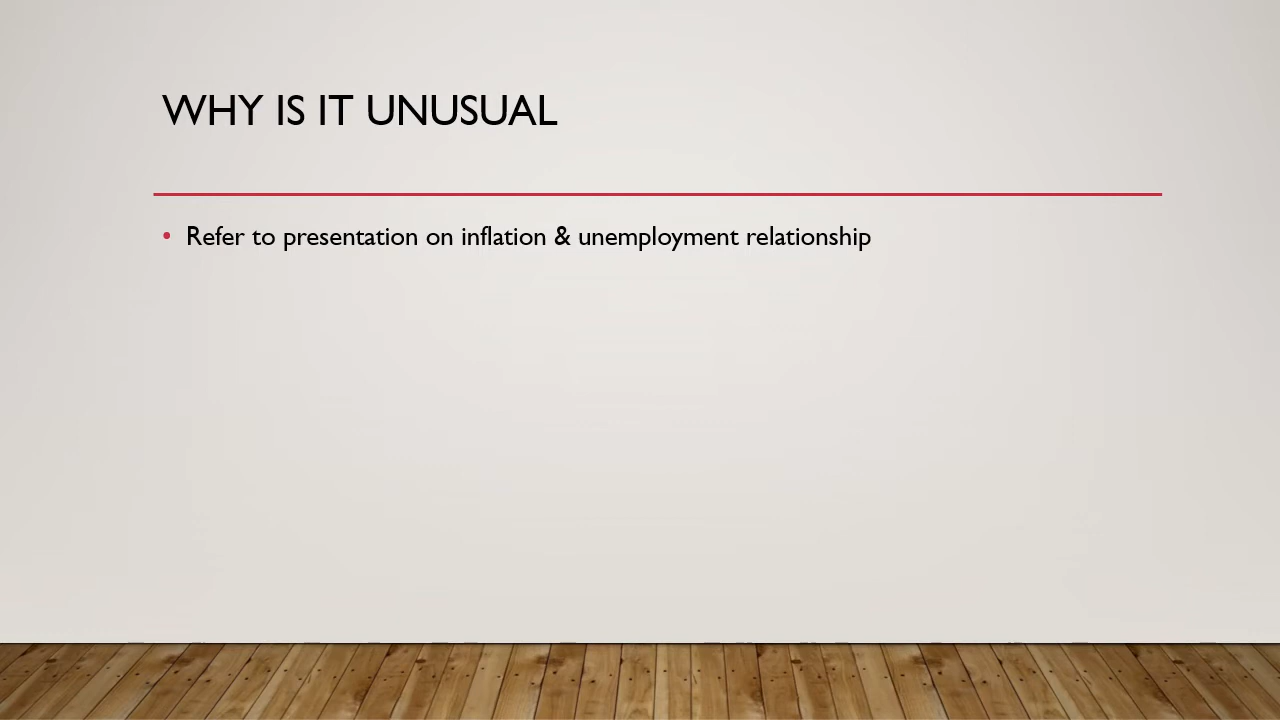 WHY IS IT UNUSUAL
• Refer to presentation on inflation & unemployment relationship